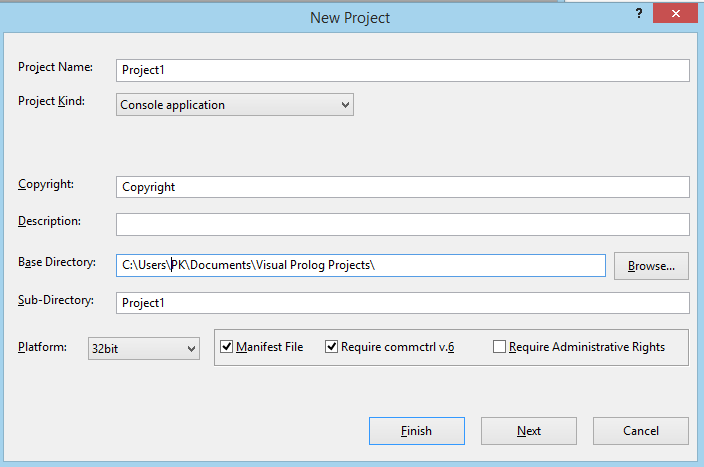 New Project
?
Project Name: Project1
Project Kind: Console application
Copyright: Copyright
Description:
Base Directory: C:\Users\PK\Documents\Visual Prolog Projects\ Browse...
Sub-Directory: Project1
Platform: 32bit Manifest File Require commctrl v.6 Require Administrative Rights
Finish Next Cancel